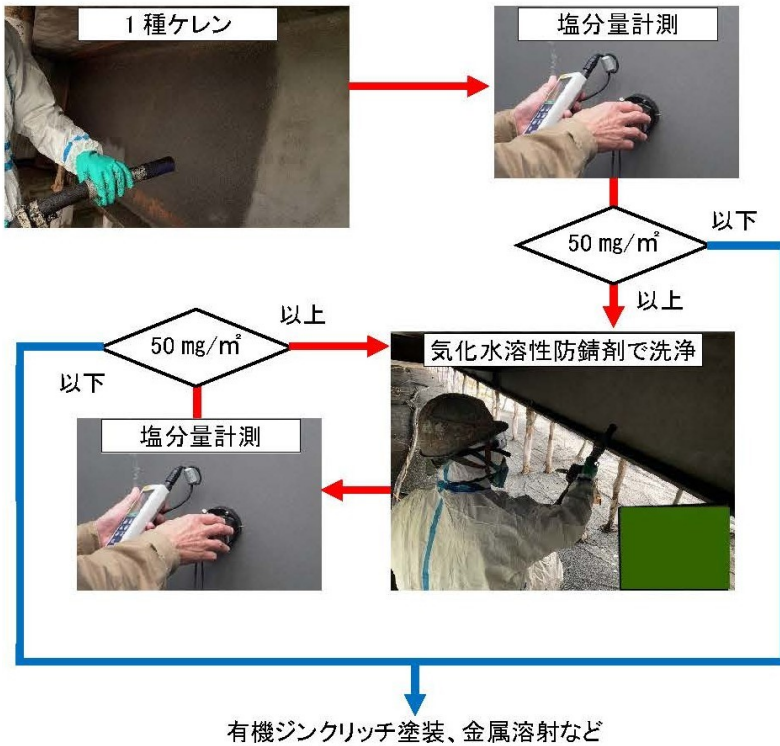 1種ケレン
塩分量計測
50 mg/㎡
以下
以上
50 mg/㎡
以上
以下
気化水溶性防錆剤で洗浄
塩分量計測
有機ジンクリッチ塗装、金属溶射など